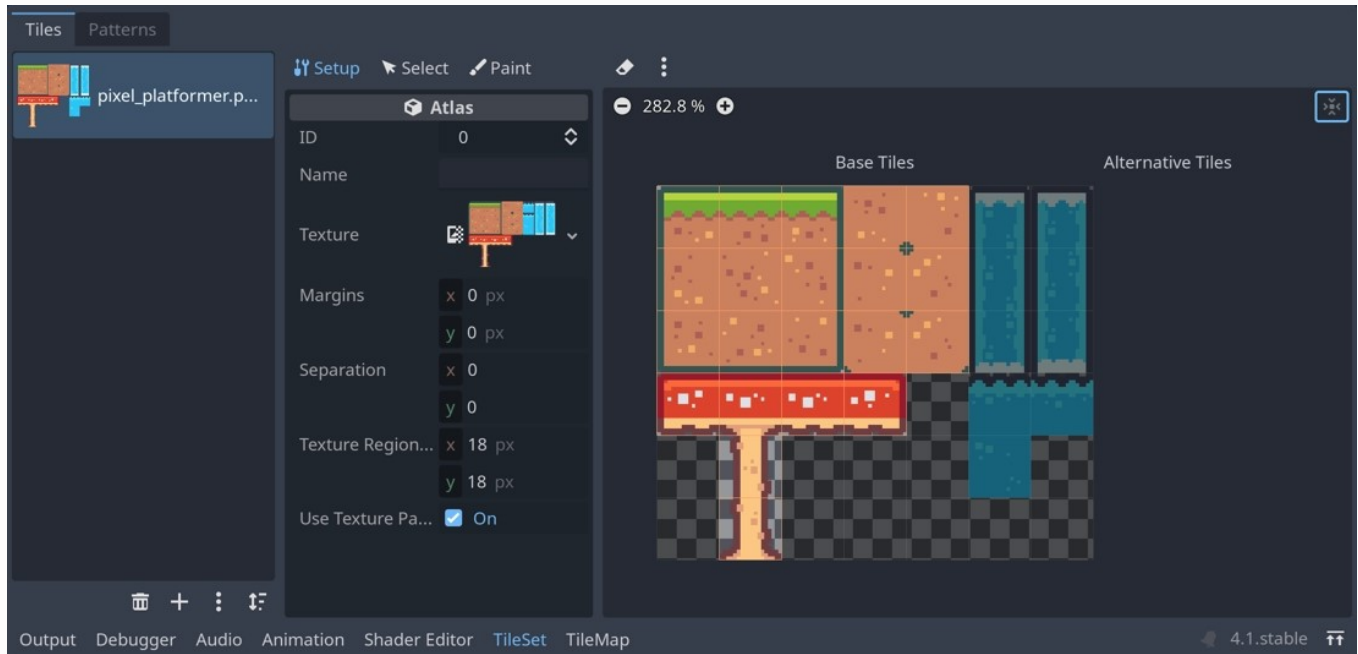 Tiles Patterns
pixel_platformer.p...
Setup Select Paint
Atlas
ID 0
Name
Texture
Margins x 0 px
y 0 px
Separation x 0
y 0
Texture Region... x 18 px
y 18 px
Use Texture Pa... On
282.8 %
Base Tiles Alternative Tiles
Output Debugger Audio Animation Shader Editor TileSet TileMap 4.1.stable